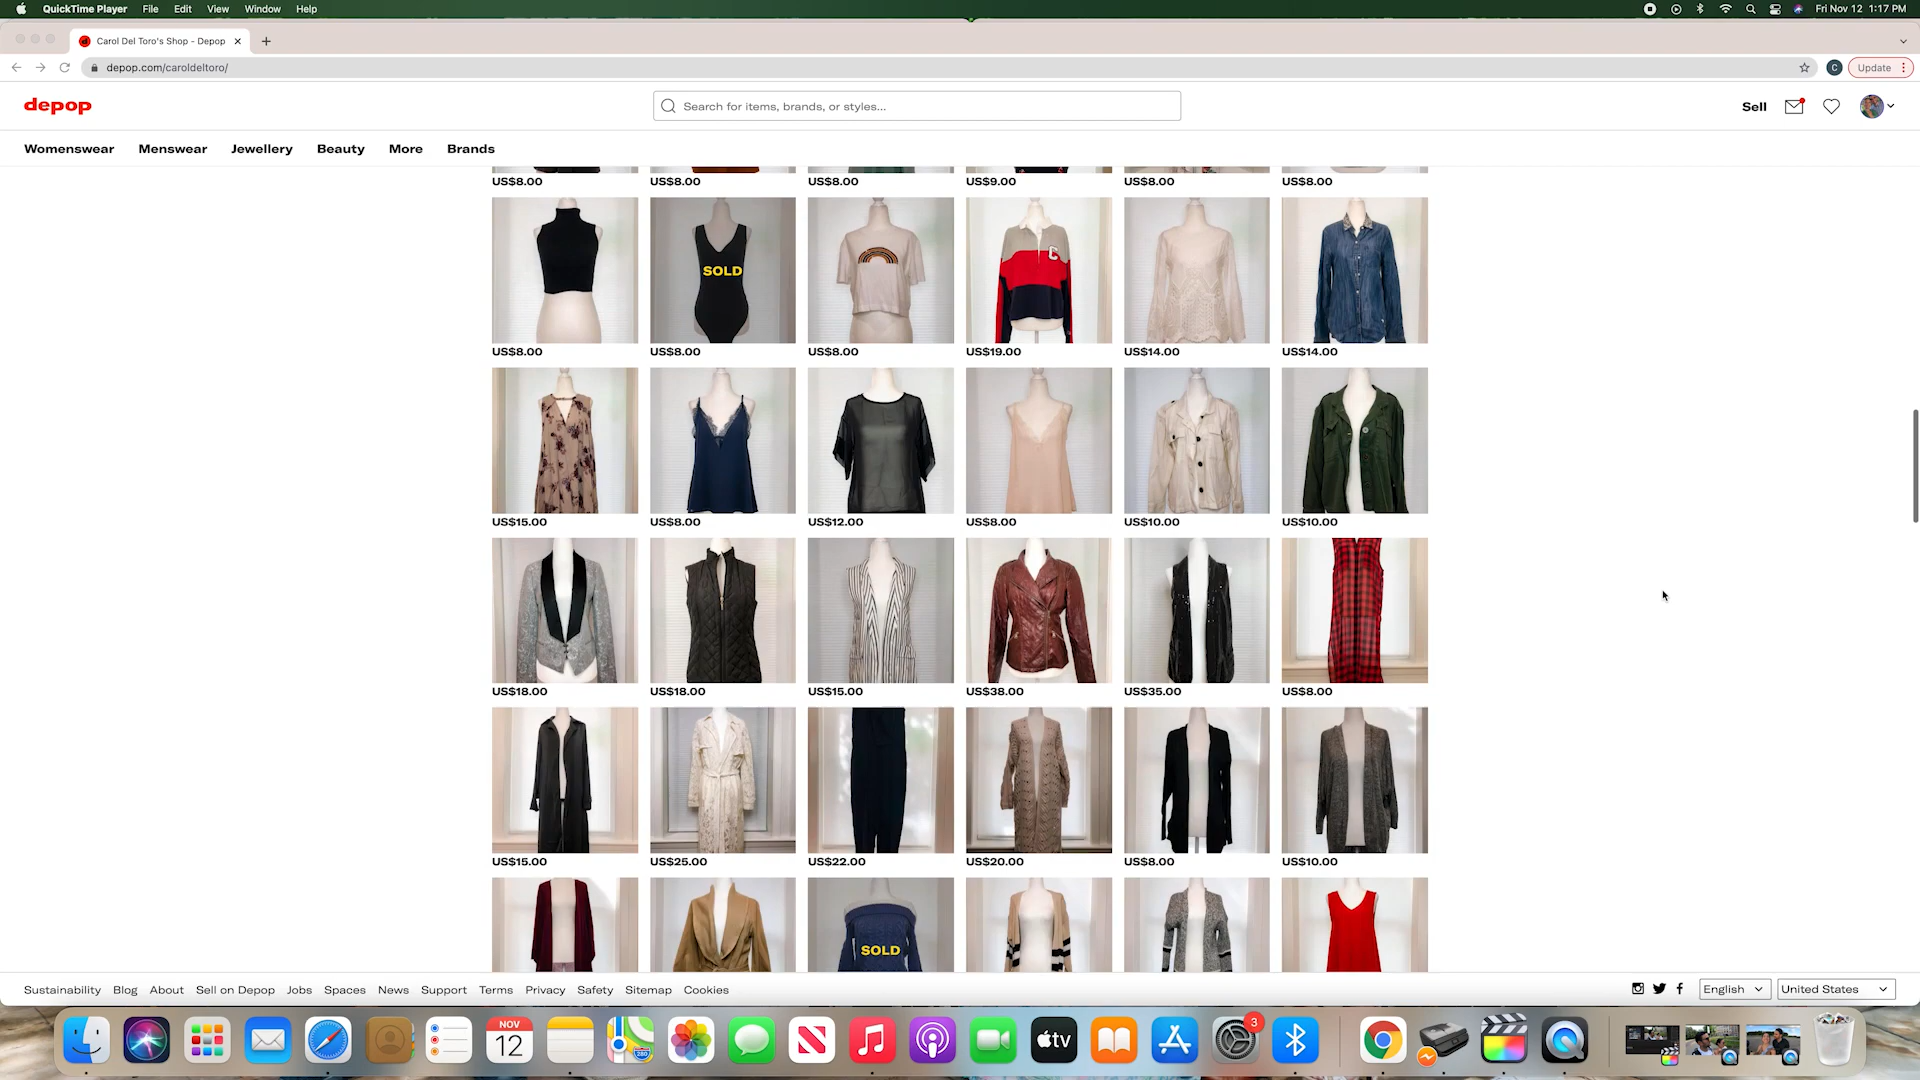 QuickTime Player File Edit View Window Help
Fri Nov 12 1:17 PM
Carol Del Toro's Shop - Depop
depop.com/caroldeltoro/
C
Update
depop
Search for items, brands, or styles...
Sell
Womenswear Menswear Jewellery Beauty More Brands
US$8.00 US$8.00 US$8.00 US$9.00 US$8.00 US$8.00
SOLD
C
US$8.00 US$8.00 US$8.00 US$19.00 US$14.00 US$14.00
US$15.00 US$8.00 US$12.00 US$8.00 US$10.00 US$10.00
US$18.00 US$18.00 US$15.00 US$38.00 US$35.00 US$8.00
US$15.00 US$25.00 US$22.00 US$20.00 US$8.00 US$10.00
SOLD
Sustainability Blog About Sell on Depop Jobs Spaces News Support Terms Privacy Safety Sitemap Cookies
English
United States
NOV
12
280
tv
3